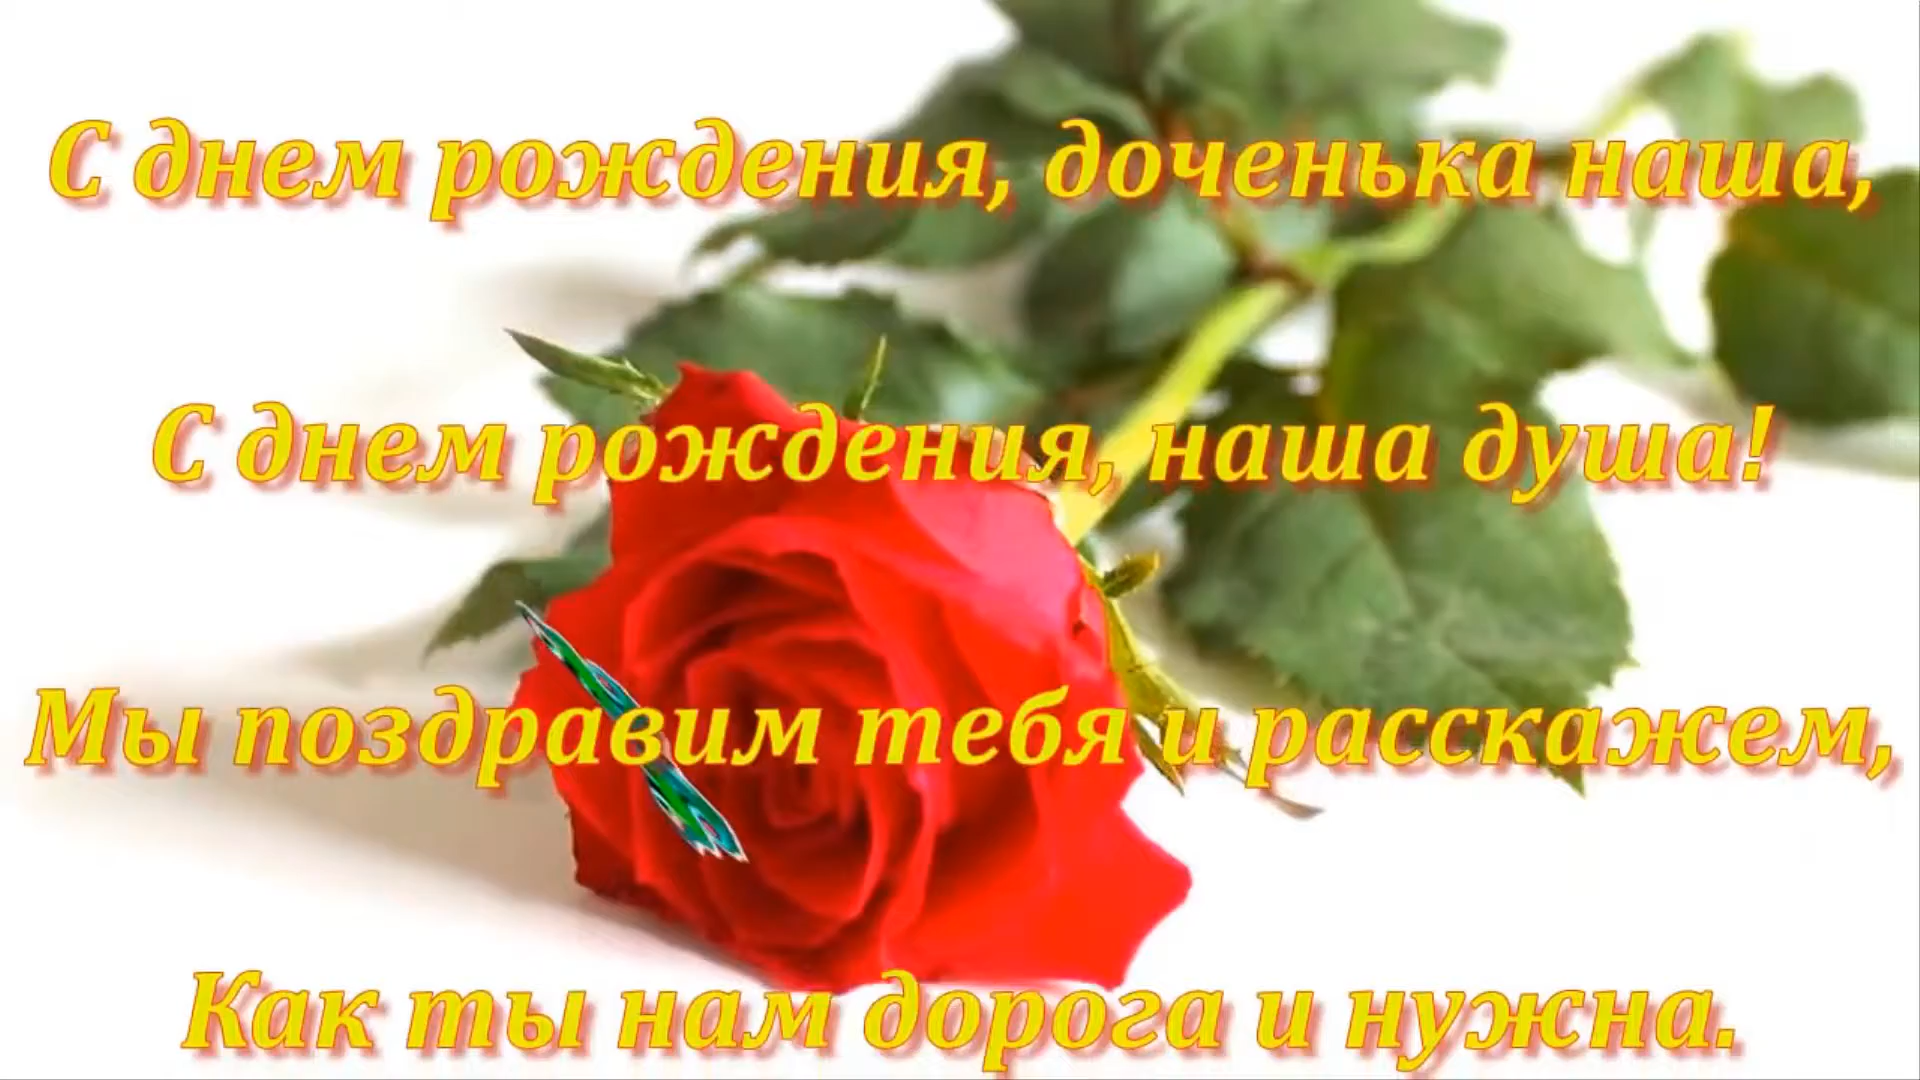 С днем рождения, доченька наша,
С днем рождения, наша душа!
Мы поздравим тебя и расскажем,
Как ты нам дорога и нужна.